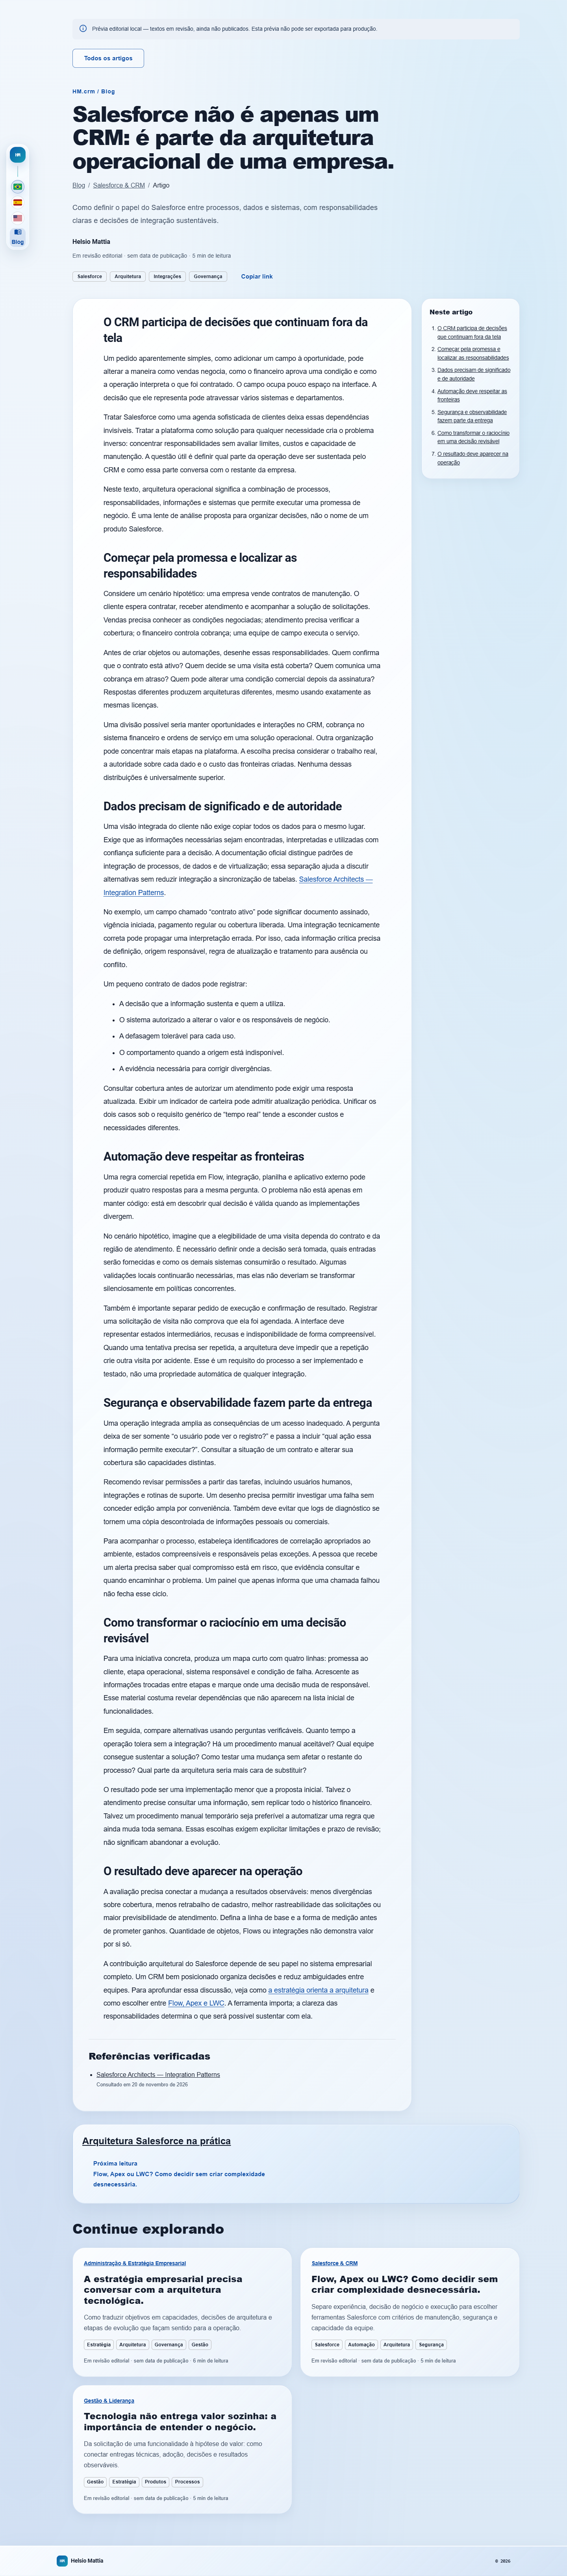 Prévia editorial local — textos em revisão, ainda não publicados. Esta prévia não pode ser exportada para produção.
Todos os artigos
HM.crm / Blog
Salesforce não é apenas um
CRM: é parte da arquitetura
operacional de uma empresa.
HM
Blog
Blog / Salesforce & CRM / Artigo
Como definir o papel do Salesforce entre processos, dados e sistemas, com responsabilidades
claras e decisões de integração sustentáveis.
Helsio Mattia
Em revisão editorial · sem data de publicação · 5 min de leitura
Salesforce
Arquitetura
Integrações
Governança
Copiar link
O CRM participa de decisões que continuam fora da
tela
Um pedido aparentemente simples, como adicionar um campo à oportunidade, pode
alterar a maneira como vendas negocia, como o financeiro aprova uma condição e como
a operação interpreta o que foi contratado. O campo ocupa pouco espaço na interface. A
decisão que ele representa pode atravessar vários sistemas e departamentos.
Tratar Salesforce como uma agenda sofisticada de clientes deixa essas dependências
invisíveis. Tratar a plataforma como solução para qualquer necessidade cria o problema
inverso: concentrar responsabilidades sem avaliar limites, custos e capacidade de
manutenção. A questão útil é definir qual parte da operação deve ser sustentada pelo
CRM e como essa parte conversa com o restante da empresa.
Neste texto, arquitetura operacional significa a combinação de processos,
responsabilidades, informações e sistemas que permite executar uma promessa de
negócio. É uma lente de análise proposta para organizar decisões, não o nome de um
produto Salesforce.
Começar pela promessa e localizar as
responsabilidades
Considere um cenário hipotético: uma empresa vende contratos de manutenção. O
cliente espera contratar, receber atendimento e acompanhar a solução de solicitações.
Vendas precisa conhecer as condições negociadas; atendimento precisa verificar a
cobertura; o financeiro controla cobrança; uma equipe de campo executa o serviço.
Antes de criar objetos ou automações, desenhe essas responsabilidades. Quem confirma
que o contrato está ativo? Quem decide se uma visita está coberta? Quem comunica uma
cobrança em atraso? Quem pode alterar uma condição comercial depois da assinatura?
Respostas diferentes produzem arquiteturas diferentes, mesmo usando exatamente as
mesmas licenças.
Uma divisão possível seria manter oportunidades e interações no CRM, cobrança no
sistema financeiro e ordens de serviço em uma solução operacional. Outra organização
pode concentrar mais etapas na plataforma. A escolha precisa considerar o trabalho real,
a autoridade sobre cada dado e o custo das fronteiras criadas. Nenhuma dessas
distribuições é universalmente superior.
Dados precisam de significado e de autoridade
Uma visão integrada do cliente não exige copiar todos os dados para o mesmo lugar.
Exige que as informações necessárias sejam encontradas, interpretadas e utilizadas com
confiança suficiente para a decisão. A documentação oficial distingue padrões de
integração de processos, de dados e de virtualização; essa separação ajuda a discutir
alternativas sem reduzir integração a sincronização de tabelas. Salesforce Architects —
Integration Patterns.
No exemplo, um campo chamado “contrato ativo” pode significar documento assinado,
vigência iniciada, pagamento regular ou cobertura liberada. Uma integração tecnicamente
correta pode propagar uma interpretação errada. Por isso, cada informação crítica precisa
de definição, origem responsável, regra de atualização e tratamento para ausência ou
conflito.
Um pequeno contrato de dados pode registrar:
• A decisão que a informação sustenta e quem a utiliza.
• O sistema autorizado a alterar o valor e os responsáveis de negócio.
• A defasagem tolerável para cada uso.
• O comportamento quando a origem está indisponível.
• A evidência necessária para corrigir divergências.
Consultar cobertura antes de autorizar um atendimento pode exigir uma resposta
atualizada. Exibir um indicador de carteira pode admitir atualização periódica. Unificar os
dois casos sob o requisito genérico de “tempo real” tende a esconder custos e
necessidades diferentes.
Automação deve respeitar as fronteiras
Uma regra comercial repetida em Flow, integração, planilha e aplicativo externo pode
produzir quatro respostas para a mesma pergunta. O problema não está apenas em
manter código: está em descobrir qual decisão é válida quando as implementações
divergem.
No cenário hipotético, imagine que a elegibilidade de uma visita dependa do contrato e da
região de atendimento. É necessário definir onde a decisão será tomada, quais entradas
serão fornecidas e como os demais sistemas consumirão o resultado. Algumas
validações locais continuarão necessárias, mas elas não deveriam se transformar
silenciosamente em políticas concorrentes.
Também é importante separar pedido de execução e confirmação de resultado. Registrar
uma solicitação de visita não comprova que ela foi agendada. A interface deve
representar estados intermediários, recusas e indisponibilidade de forma compreensível.
Quando uma tentativa precisa ser repetida, a arquitetura deve impedir que a repetição
crie outra visita por acidente. Esse é um requisito do processo a ser implementado e
testado, não uma propriedade automática de qualquer integração.
Segurança e observabilidade fazem parte da entrega
Uma operação integrada amplia as consequências de um acesso inadequado. A pergunta
deixa de ser somente “o usuário pode ver o registro?” e passa a incluir “qual ação essa
informação permite executar?”. Consultar a situação de um contrato e alterar sua
cobertura são capacidades distintas.
Recomendo revisar permissões a partir das tarefas, incluindo usuários humanos,
integrações e rotinas de suporte. Um desenho precisa permitir investigar uma falha sem
conceder edição ampla por conveniência. Também deve evitar que logs de diagnóstico se
tornem uma cópia descontrolada de informações pessoais ou comerciais.
Para acompanhar o processo, estabeleça identificadores de correlação apropriados ao
ambiente, estados compreensíveis e responsáveis pelas exceções. A pessoa que recebe
um alerta precisa saber qual compromisso está em risco, que evidência consultar e
quando encaminhar o problema. Um painel que apenas informa que uma chamada falhou
não fecha esse ciclo.
Como transformar o raciocínio em uma decisão
revisável
Para uma iniciativa concreta, produza um mapa curto com quatro linhas: promessa ao
cliente, etapa operacional, sistema responsável e condição de falha. Acrescente as
informações trocadas entre etapas e marque onde uma decisão muda de responsável.
Esse material costuma revelar dependências que não aparecem na lista inicial de
funcionalidades.
Em seguida, compare alternativas usando perguntas verificáveis. Quanto tempo a
operação tolera sem a integração? Há um procedimento manual aceitável? Qual equipe
consegue sustentar a solução? Como testar uma mudança sem afetar o restante do
processo? Qual parte da arquitetura seria mais cara de substituir?
O resultado pode ser uma implementação menor que a proposta inicial. Talvez o
atendimento precise consultar uma informação, sem replicar todo o histórico financeiro.
Talvez um procedimento manual temporário seja preferível a automatizar uma regra que
ainda muda toda semana. Essas escolhas exigem explicitar limitações e prazo de revisão;
não significam abandonar a evolução.
O resultado deve aparecer na operação
A avaliação precisa conectar a mudança a resultados observáveis: menos divergências
sobre cobertura, menos retrabalho de cadastro, melhor rastreabilidade das solicitações ou
maior previsibilidade de atendimento. Defina a linha de base e a forma de medição antes
de prometer ganhos. Quantidade de objetos, Flows ou integrações não demonstra valor
por si só.
A contribuição arquitetural do Salesforce depende de seu papel no sistema empresarial
completo. Um CRM bem posicionado organiza decisões e reduz ambiguidades entre
equipes. Para aprofundar essa discussão, veja como a estratégia orienta a arquitetura e
como escolher entre Flow, Apex e LWC. A ferramenta importa; a clareza das
responsabilidades determina o que será possível sustentar com ela.
Referências verificadas
• Salesforce Architects — Integration Patterns
Consultado em 20 de novembro de 2026
Neste artigo
1. O CRM participa de decisões
que continuam fora da tela
2. Começar pela promessa e
localizar as responsabilidades
3. Dados precisam de significado
e de autoridade
4. Automação deve respeitar as
fronteiras
5. Segurança e observabilidade
fazem parte da entrega
6. Como transformar o raciocínio
em uma decisão revisável
7. O resultado deve aparecer na
operação
Arquitetura Salesforce na prática
Próxima leitura
Flow, Apex ou LWC? Como decidir sem criar complexidade
desnecessária.
Continue explorando
Administração & Estratégia Empresarial
A estratégia empresarial precisa
conversar com a arquitetura
tecnológica.
Como traduzir objetivos em capacidades, decisões de arquitetura e
etapas de evolução que façam sentido para a operação.
Estratégia
Arquitetura
Governança
Gestão
Em revisão editorial · sem data de publicação · 6 min de leitura
Salesforce & CRM
Flow, Apex ou LWC? Como decidir sem
criar complexidade desnecessária.
Separe experiência, decisão de negócio e execução para escolher
ferramentas Salesforce com critérios de manutenção, segurança e
capacidade da equipe.
Salesforce
Automação
Arquitetura
Segurança
Em revisão editorial · sem data de publicação · 5 min de leitura
Gestão & Liderança
Tecnologia não entrega valor sozinha: a
importância de entender o negócio.
Da solicitação de uma funcionalidade à hipótese de valor: como
conectar entregas técnicas, adoção, decisões e resultados
observáveis.
Gestão
Estratégia
Produtos
Processos
Em revisão editorial · sem data de publicação · 5 min de leitura
HM
Helsio Mattia
© 2026